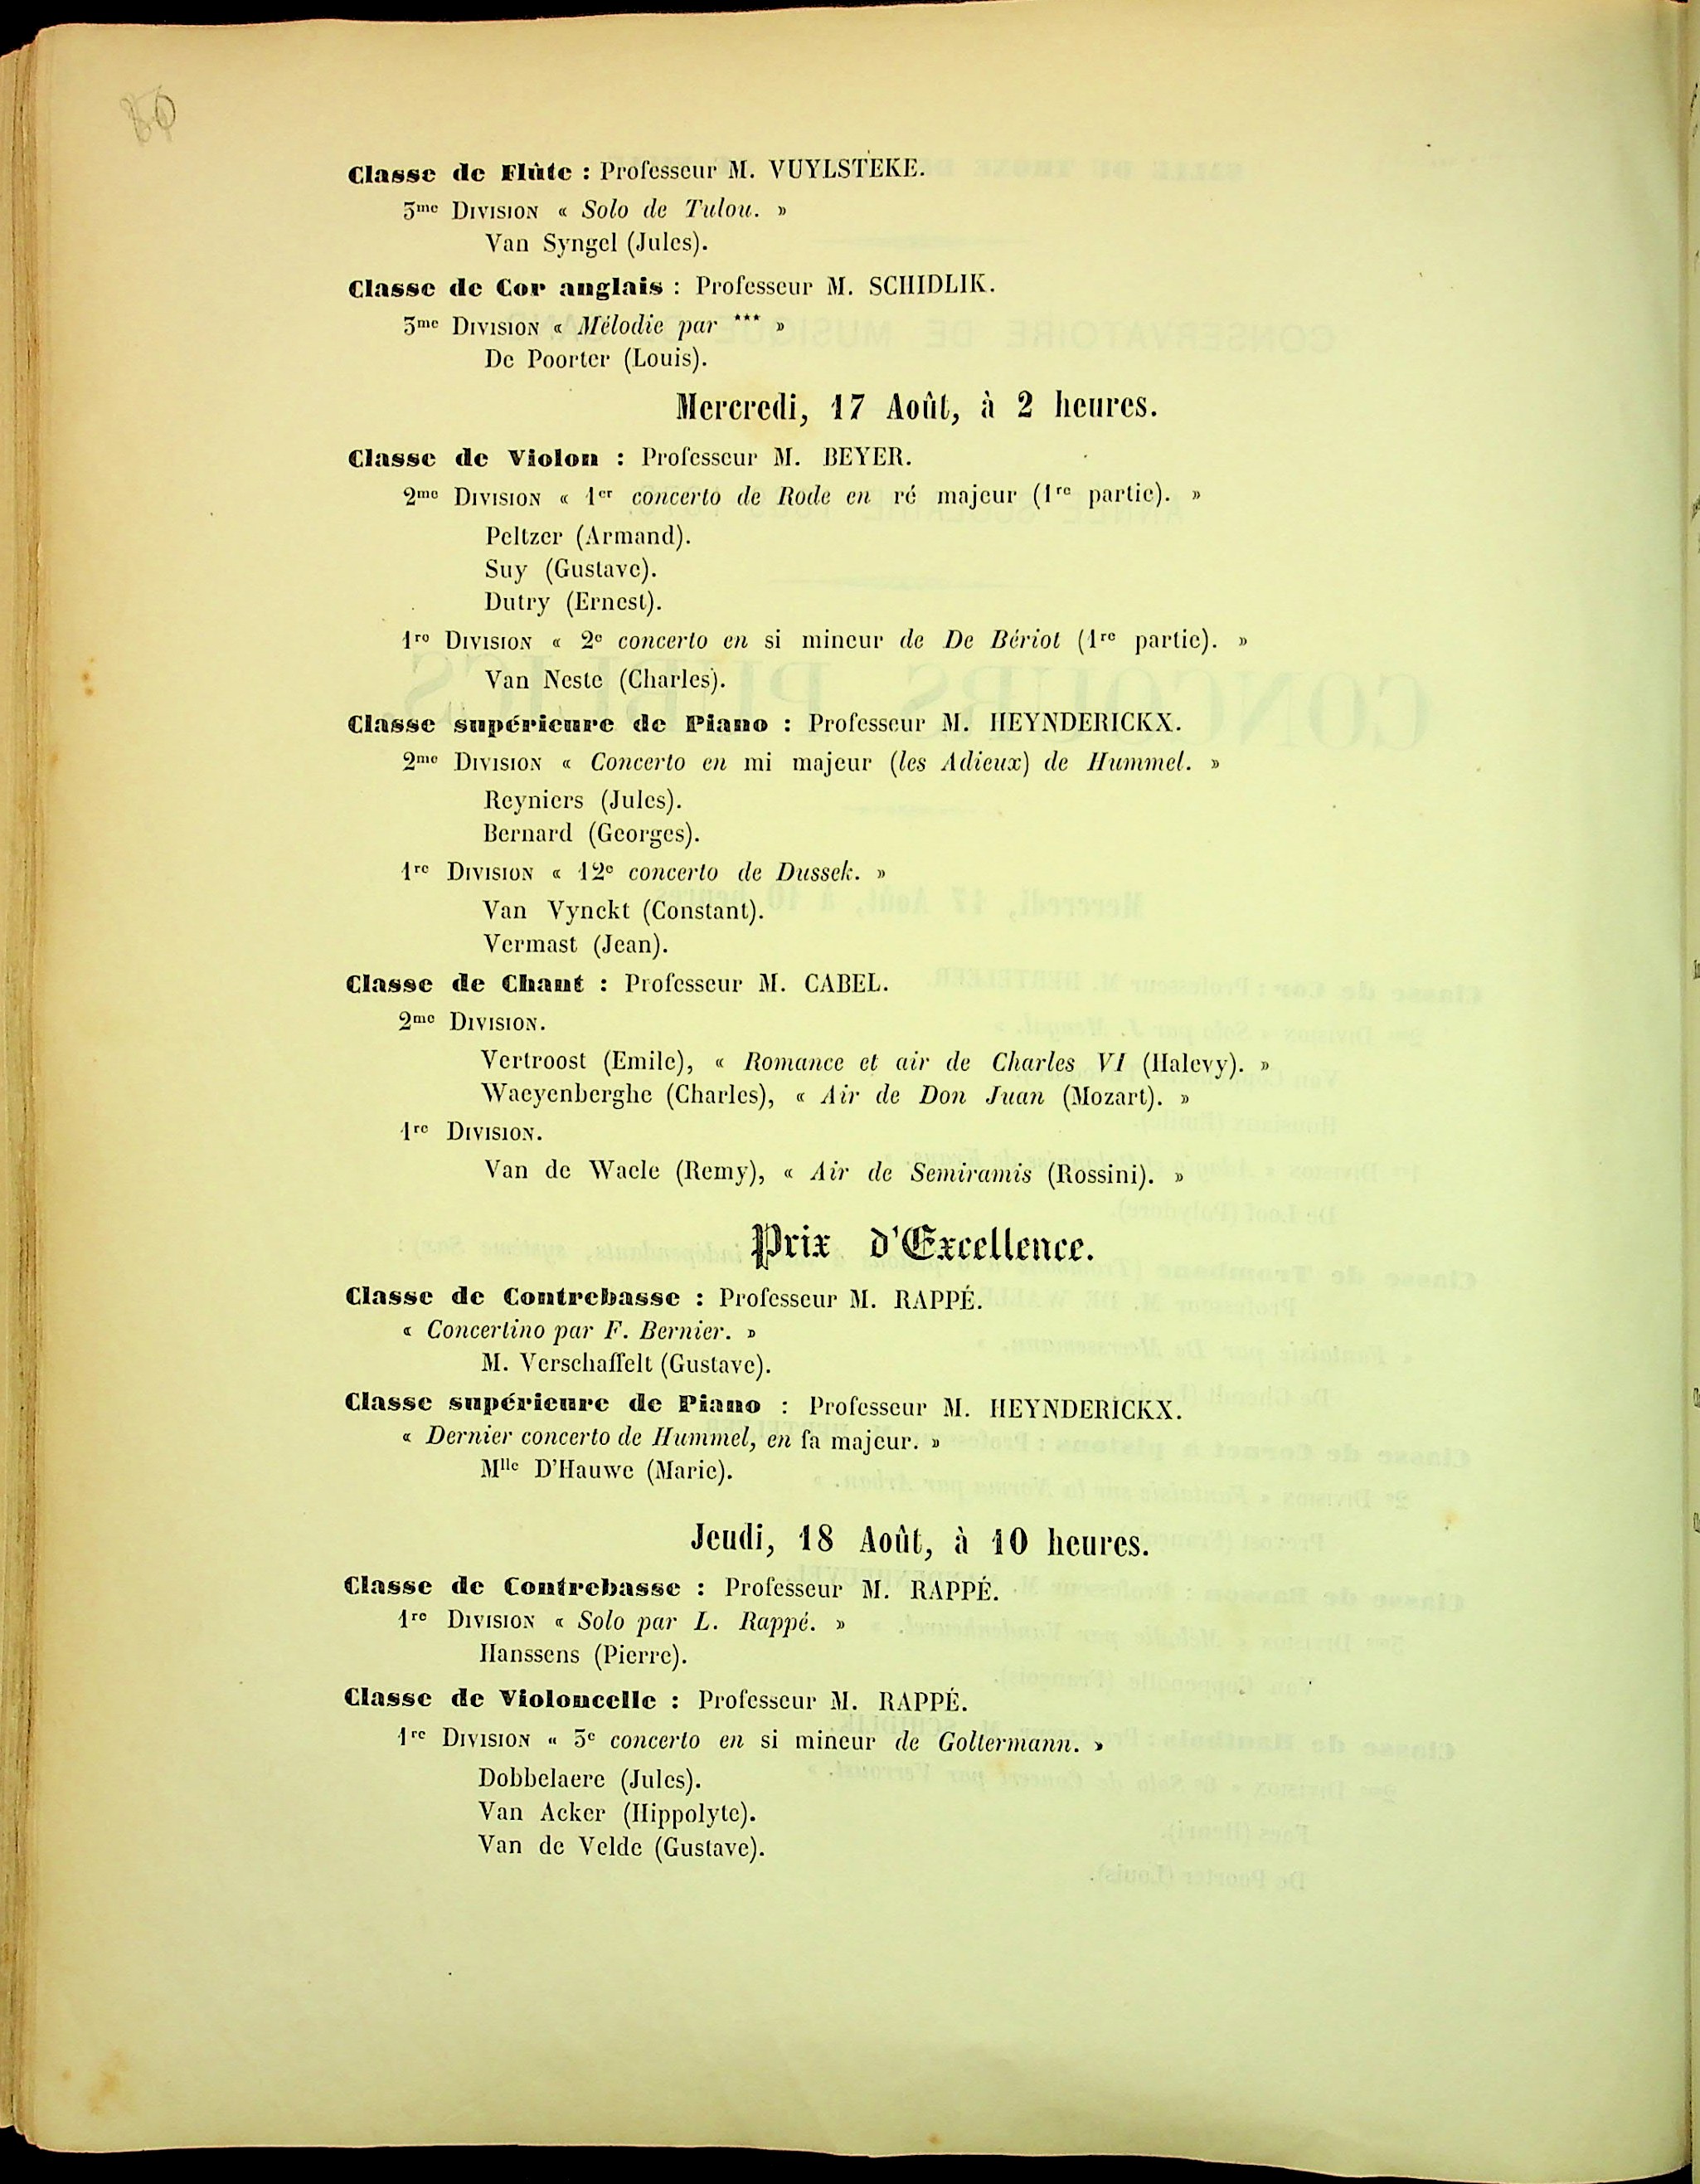 80
Classe de Flûte : Professeur M. VUYLSTEKE.
3me Division « Solo de Tulou. »
Van Syngel (Jules).
Classe de Cor anglais : Professeur M. SCHIDLIK.
3me Division « Mélodie par *** »
De Poorter (Louis).
Mercredi, 17 Août, à 2 heures.
Classe de Violon : Professeur M. BEYER.
2me Division « 1er concerto de Rode en ré majeur (1re partie). »
Peltzer (Armand).
Suy (Gustave).
Dutry (Ernest).
1re Division « 2e concerto en si mineur de De Bériot (1re partie). »
Van Neste (Charles).
Classe supérieure de Piano : Professeur M. HEYNDERICKX.
2me Division « Concerto en mi majeur (les Adieux) de Hummel. »
Reyniers (Jules).
Bernard (Georges).
1re Division « 12e concerto de Dussek. »
Van Vynckt (Constant).
Vermast (Jean).
Classe de Chant : Professeur M. CABEL.
2me Division.
Vertroost (Emile), « Romance et air de Charles VI (Halevy). »
Waeyenberghe (Charles), « Air de Don Juan (Mozart). »
1re Division.
Van de Waele (Remy), « Air de Semiramis (Rossini). »
Prix d'Excellence.
Classe de Contrebasse : Professeur M. RAPPÉ.
« Concertino par F. Bernier. »
M. Verschaffelt (Gustave).
Classe supérieure de Piano : Professeur M. HEYNDERICKX.
« Dernier concerto de Hummel, en fa majeur. »
Mlle D'Hauwe (Marie).
Jeudi, 18 Août, à 10 heures.
Classe de Contrebasse : Professeur M. RAPPÉ.
1re Division « Solo par L. Rappé. »
Hanssens (Pierre).
Classe de Violoncelle : Professeur M. RAPPÉ.
1re Division « 3e concerto en si mineur de Goltermann. »
Dobbelaere (Jules).
Van Acker (Hippolyte).
Van de Velde (Gustave).